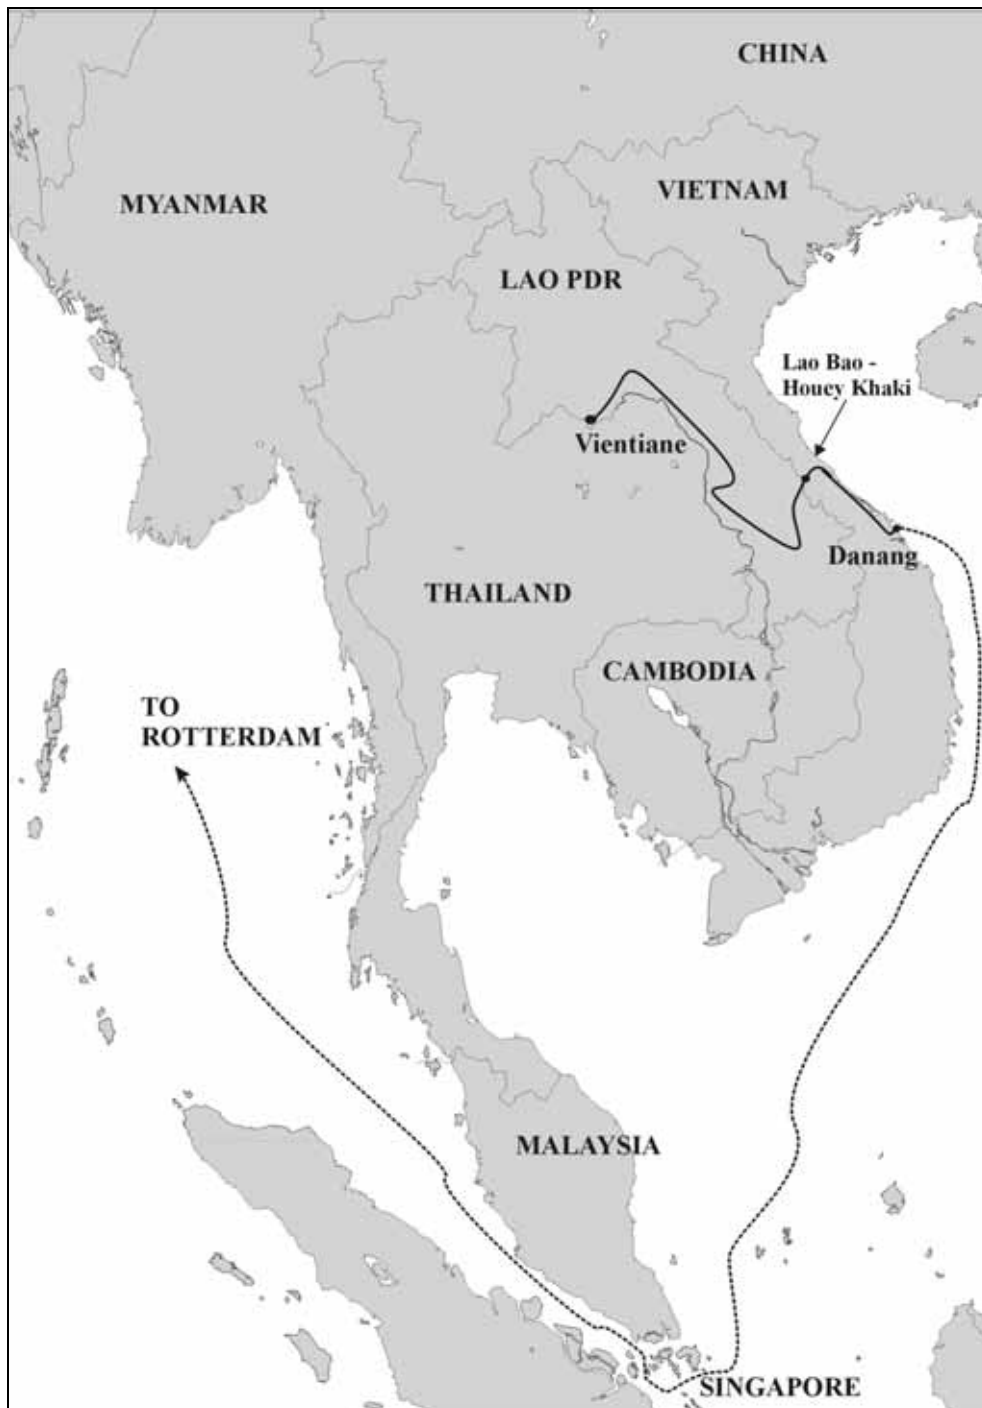 CHINA
MYANMAR
VIETNAM
LAO PDR
Lao Bao -
Houey Khaki
Vientiane
Danang
THAILAND
CAMBODIA
TO
ROTTERDAM
MALAYSIA
SINGAPORE